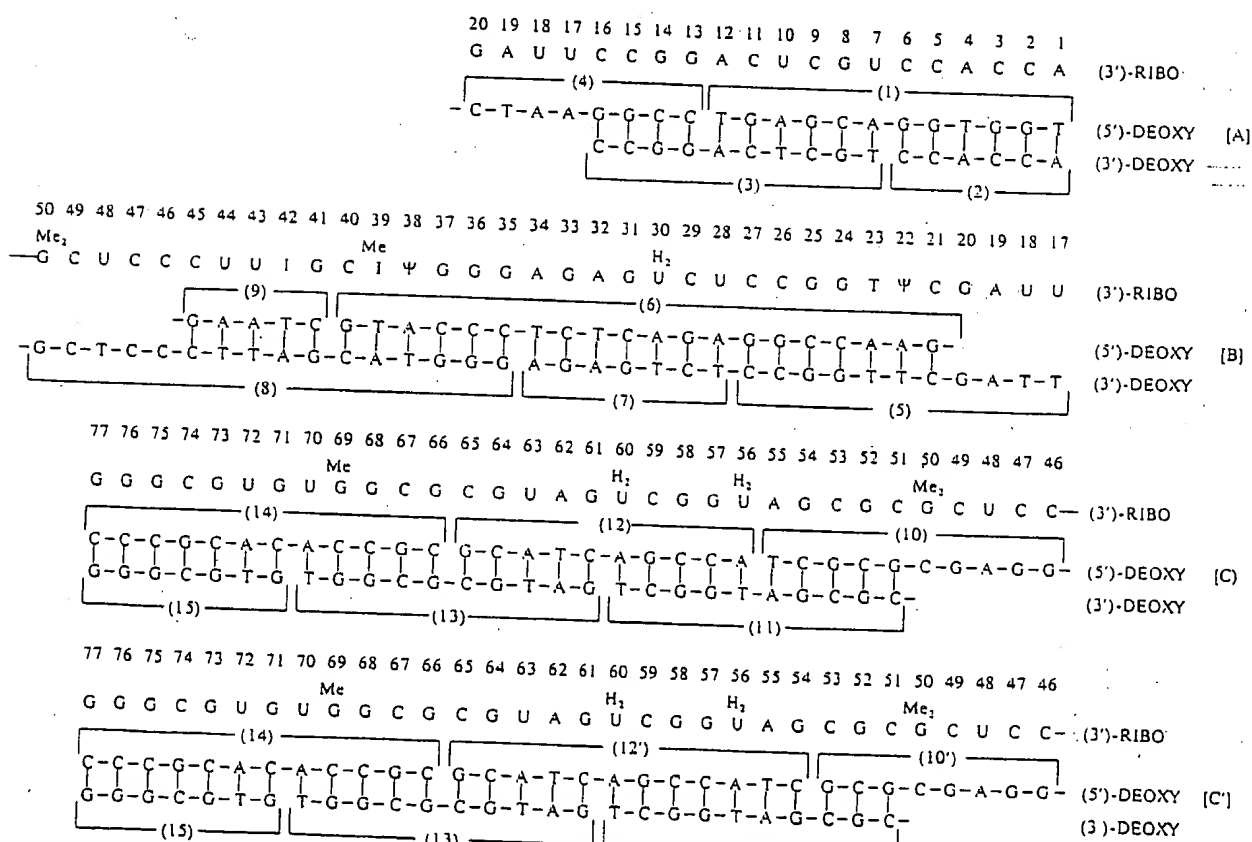 20 19 18 17 16 15 14 13 12 11 10 9 8 7 6 5 4 3 2 1
G A U U C C G G A C U C G U C C A C C A (3')-RIBO
(4) (1)
-C-T-A-A-G-G-C-C-T-G-A-G-C-A-G-G-T-G-G-T (5')-DEOXY [A]
C-C-G-G-A-C-T-C-G-T-C-C-A-C-C-A (3')-DEOXY
(3) (2)
50 49 48 47 46 45 44 43 42 41 40 39 38 37 36 35 34 33 32 31 30 29 28 27 26 25 24 23 22 21 20 19 18 17
Me2 Me H2
—G C U C C C U U I G C I Ψ G G G A G A G U C U C C G G T Ψ C G A U U (3')-RIBO
(9) (6)
-G-A-A-T-C-G-T-A-C-C-C-T-C-T-C-A-G-A-G-G-C-C-A-A-G- (5')-DEOXY [B]
-G-C-T-C-C-C-T-T-A-G-C-A-T-G-G-G-A-G-A-G-T-C-T-C-C-G-G-T-T-C-G-A-T-T (3')-DEOXY
(8) (7) (5)
77 76 75 74 73 72 71 70 69 68 67 66 65 64 63 62 61 60 59 58 57 56 55 54 53 52 51 50 49 48 47 46
Me H2 H2 Me2
G G G C G U G U G G C G C G U A G U C G G U A G C G C G C U C C— (3')-RIBO
(14) (12) (10)
C-C-C-G-C-A-C-A-C-C-G-C-G-C-A-T-C-A-G-C-C-A-T-C-G-C-G-C-G-A-G-G- (5')-DEOXY [C]
G-G-G-C-G-T-G-T-G-G-C-G-C-G-T-A-G-T-C-G-G-T-A-G-C-G-C- (3')-DEOXY
(15) (13) (11)
77 76 75 74 73 72 71 70 69 68 67 66 65 64 63 62 61 60 59 58 57 56 55 54 53 52 51 50 49 48 47 46
Me H2 H2 Me2
G G G C G U G U G G C G C G U A G U C G G U A G C G C G C U C C- (3')-RIBO
(14) (12') (10')
C-C-C-G-C-A-C-A-C-C-G-C-G-C-A-T-C-A-G-C-C-A-T-C-G-C-G-C-G-A-G-G- (5')-DEOXY [C']
G-G-G-C-G-T-G-T-G-G-C-G-C-G-T-A-G-T-C-G-G-T-A-G-C-G-C- (3 )-DEOXY
(15) (13)